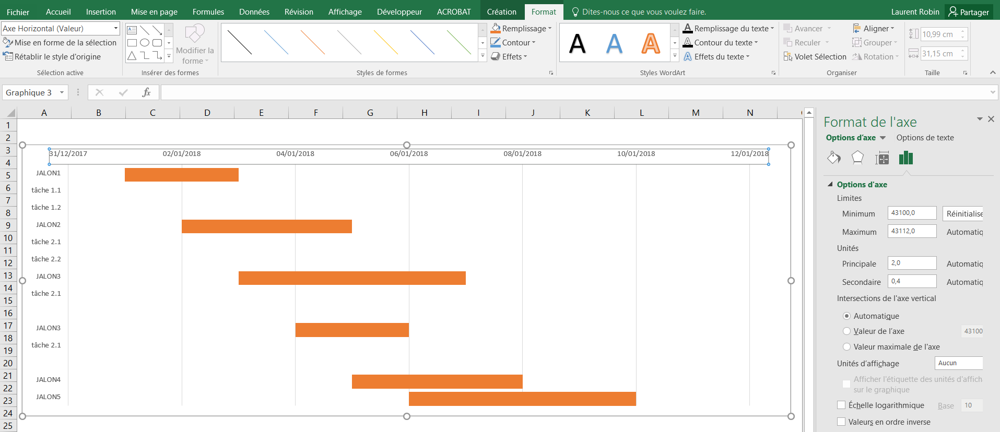 Fichier Accueil Insertion Mise en page Formules Données Révision Affichage Développeur ACROBAT Création Format Dites-nous ce que vous voulez faire. Laurent Robin Partager
Axe Horizontal (Valeur)
Mise en forme de la sélection
Rétablir le style d'origine
Sélection active
Modifier la
forme
Insérer des formes
Styles de formes
Remplissage
Contour
Effets
A A A
Styles WordArt
Remplissage du texte
Contour du texte
Effets du texte
Avancer
Reculer
Volet Sélection
Aligner
Grouper
Rotation
Organiser
10,99 cm
31,15 cm
Taille
Graphique 3 fx
A B C D E F G H I J K L M N
1
2
3
4
5
6
7
8
9
10
11
12
13
14
15
16
17
18
19
20
21
22
23
24
25
31/12/2017 02/01/2018 04/01/2018 06/01/2018 08/01/2018 10/01/2018 12/01/2018
JALON1
tâche 1.1
tâche 1.2
JALON2
tâche 2.1
tâche 2.2
JALON3
tâche 2.1
JALON3
tâche 2.1
JALON4
JALON5
Format de l'axe
Options d'axe Options de texte
Options d'axe
Limites
Minimum 43100,0 Réinitialise
Maximum 43112,0 Automatiq
Unités
Principale 2,0 Automatiq
Secondaire 0,4 Automatiq
Intersections de l'axe vertical
Automatique
Valeur de l'axe 43100
Valeur maximale de l'axe
Unités d'affichage Aucun
Afficher l'étiquette des unités d'affich
sur le graphique
Échelle logarithmique Base 10
Valeurs en ordre inverse